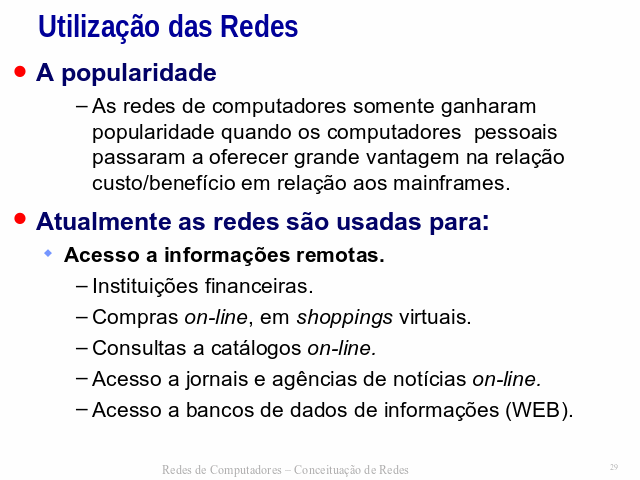 Utilização das Redes
● A popularidade
– As redes de computadores somente ganharam
popularidade quando os computadores pessoais
passaram a oferecer grande vantagem na relação
custo/benefício em relação aos mainframes.
● Atualmente as redes são usadas para:
Acesso a informações remotas.
– Instituições financeiras.
– Compras on-line, em shoppings virtuais.
– Consultas a catálogos on-line.
– Acesso a jornais e agências de notícias on-line.
– Acesso a bancos de dados de informações (WEB).
Redes de Computadores – Conceituação de Redes
29